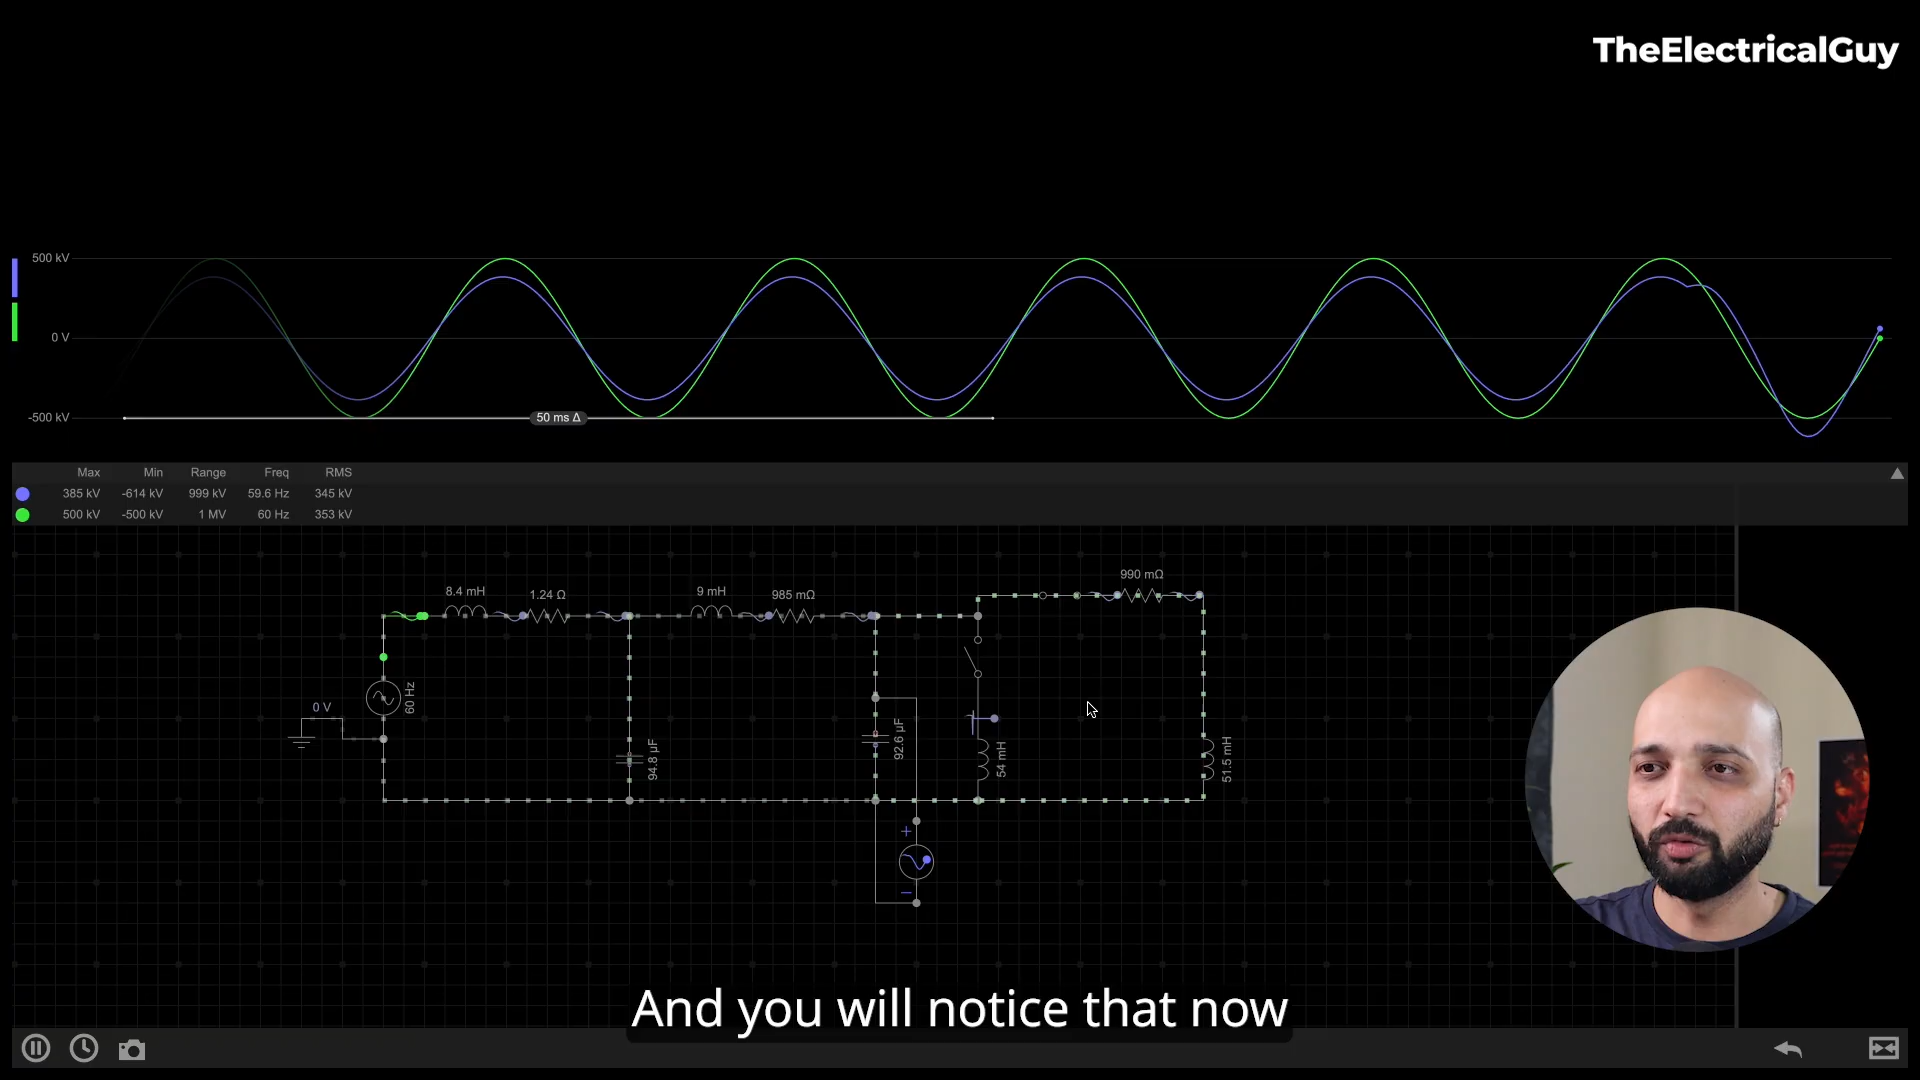 TheElectricalGuy
500 kV
0 V
-500 kV
50 ms Δ
Max Min Range Freq RMS
385 kV -614 kV 999 kV 59.6 Hz 345 kV
500 kV -500 kV 1 MV 60 Hz 353 kV
990 mΩ
8.4 mH
1.24 Ω
9 mH
985 mΩ
60 Hz
0 V
94.8 µF
92.6 µF
54 mH
51.5 mH
+
−
And you will notice that now